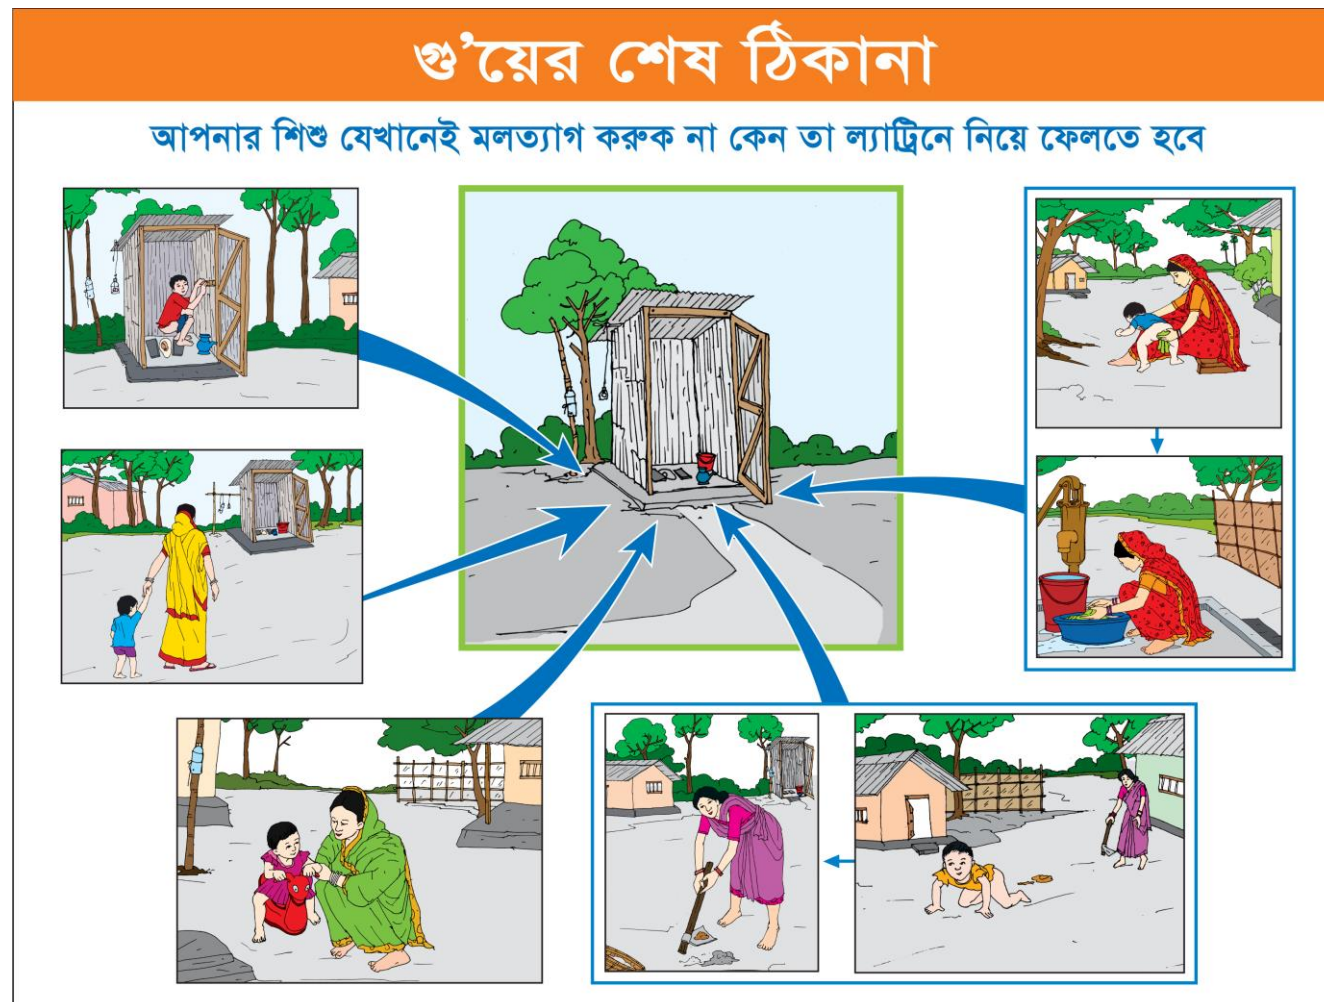 গু’য়ের শেষ ঠিকানা
আপনার শিশু যেখানেই মলত্যাগ করুক না কেন তা ল্যাট্রিনে নিয়ে ফেলতে হবে